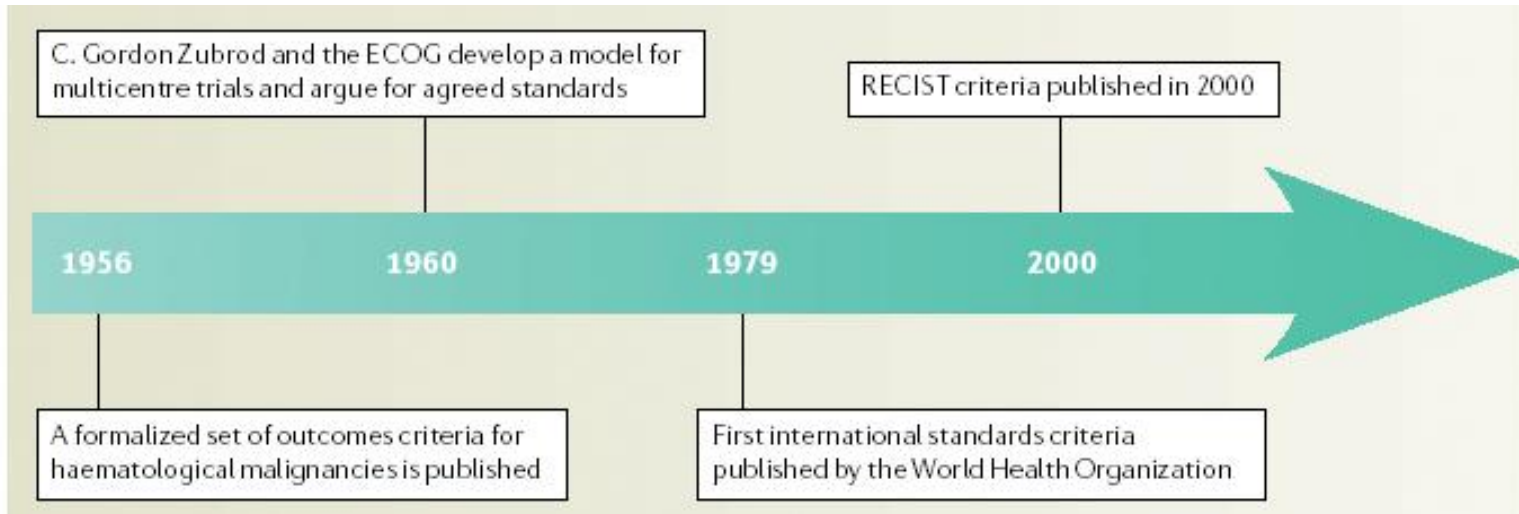 C. Gordon Zubrod and the ECOG develop a model for
multicentre trials and argue for agreed standards
RECIST criteria published in 2000
1956
1960
1979
2000
A formalized set of outcomes criteria for
haematological malignancies is published
First international standards criteria
published by the World Health Organization